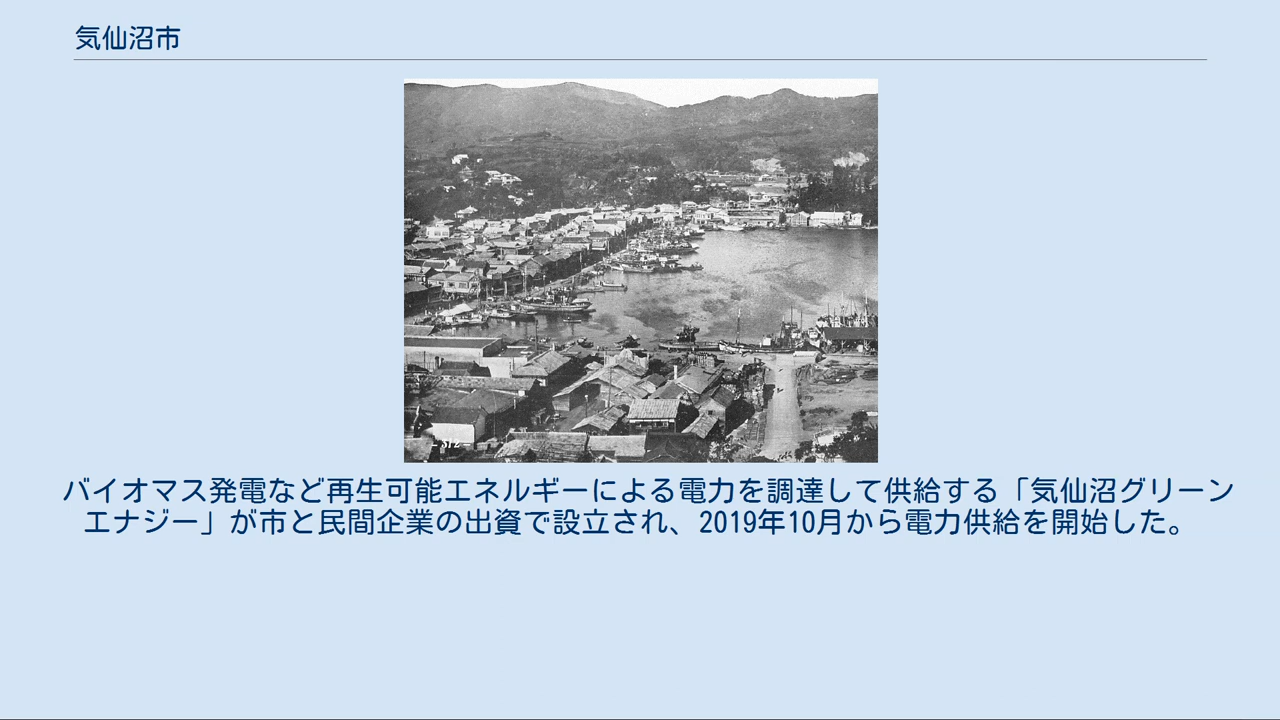 気仙沼市
バイオマス発電など再生可能エネルギーによる電力を調達して供給する「気仙沼グリーン
エナジー」が市と民間企業の出資で設立され、2019年10月から電力供給を開始した。